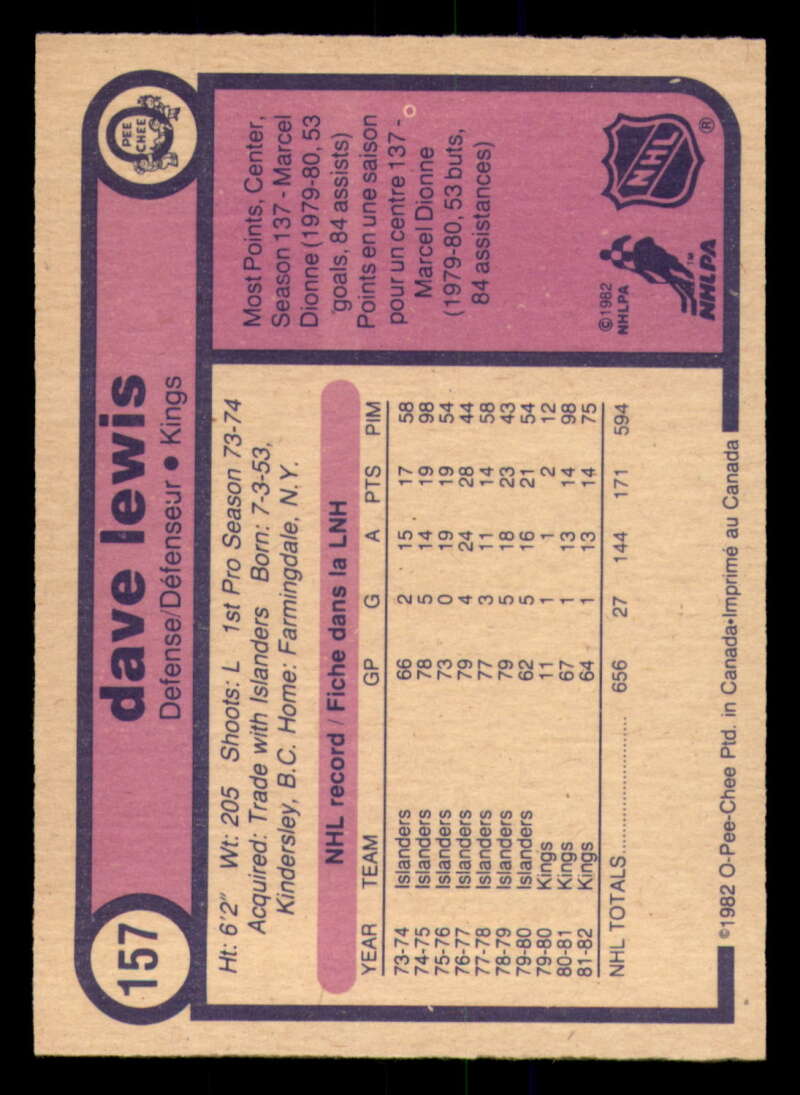 157
dave lewis
Defense/Défenseur • Kings
O
PEE
CHEE
Ht: 6'2" Wt: 205 Shoots: L 1st Pro Season 73-74
Acquired: Trade with Islanders Born: 7-3-53,
Kindersley, B.C. Home: Farmingdale, N.Y.
NHL record / Fiche dans la LNH
YEAR TEAM GP G A PTS PIM
73-74 Islanders 66 2 15 17 58
74-75 Islanders 78 5 14 19 98
75-76 Islanders 73 0 19 19 54
76-77 Islanders 79 4 24 28 44
77-78 Islanders 77 3 11 14 58
78-79 Islanders 79 5 18 23 43
79-80 Islanders 62 5 16 21 54
79-80 Kings 11 1 1 2 12
80-81 Kings 67 1 13 14 98
81-82 Kings 64 1 13 14 75
NHL TOTALS.................... 656 27 144 171 594
Most Points, Center,
Season 137 - Marcel
Dionne (1979-80, 53
goals, 84 assists)
Points en une saison
pour un centre 137 -
Marcel Dionne
(1979-80, 53 buts,
84 assistances)
©1982
NHLPA
TM
NHLPA
NHL
®
©1982 O-Pee-Chee Ptd. in Canada•Imprimé au Canada